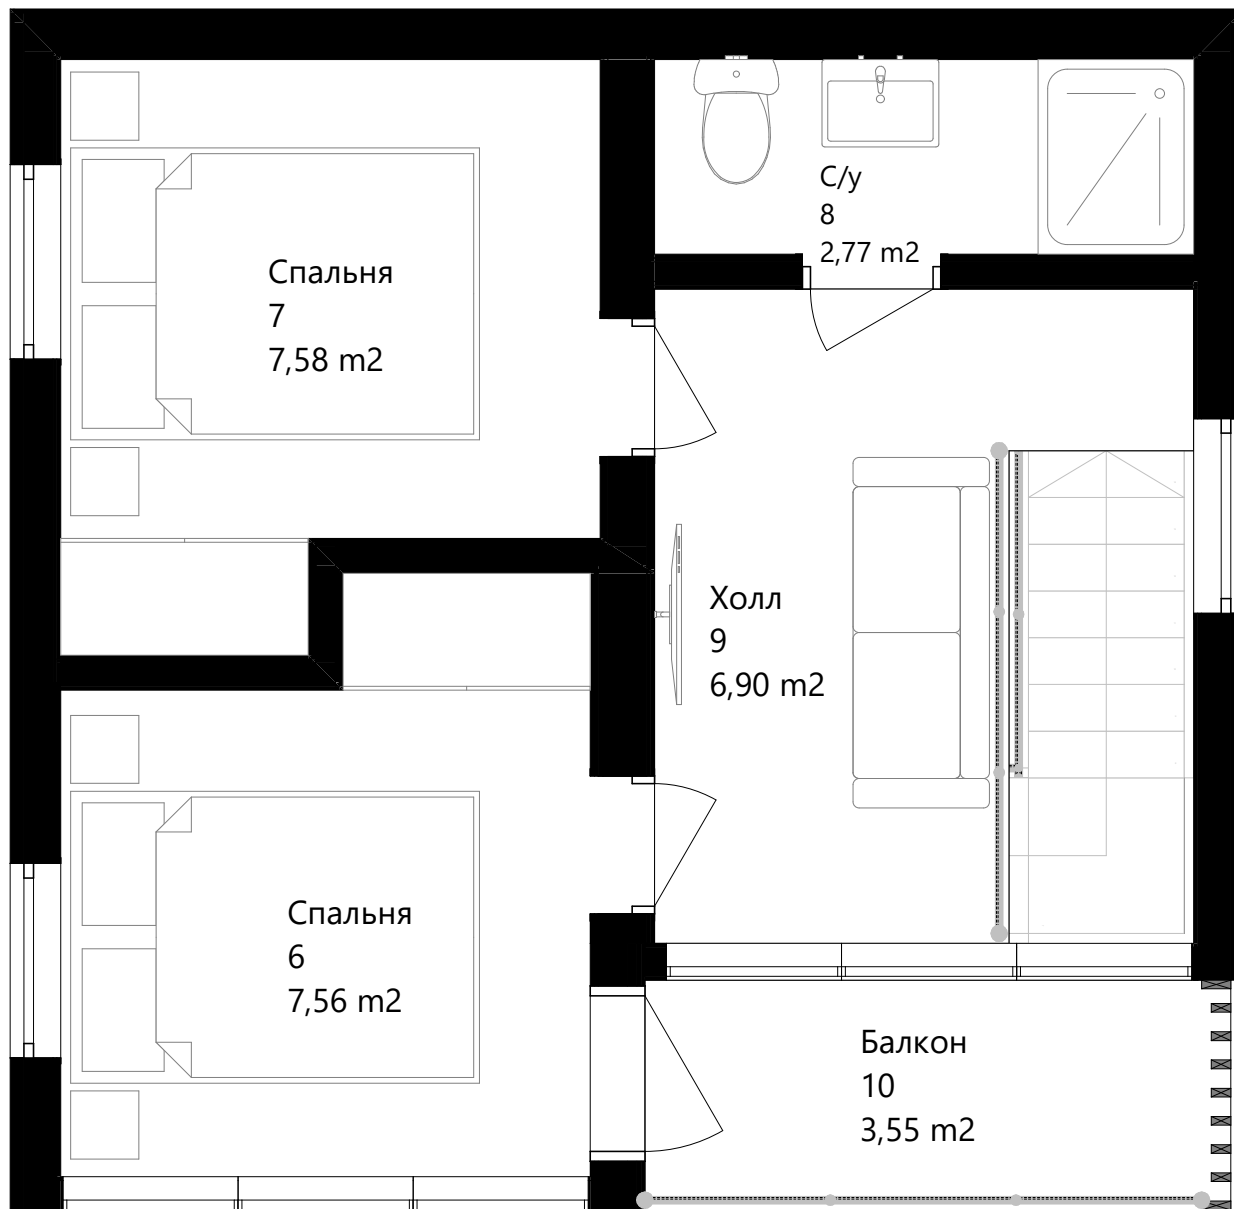 С/у
8
2,77 m2
Спальня
7
7,58 m2
Холл
9
6,90 m2
Спальня
6
7,56 m2
Балкон
10
3,55 m2